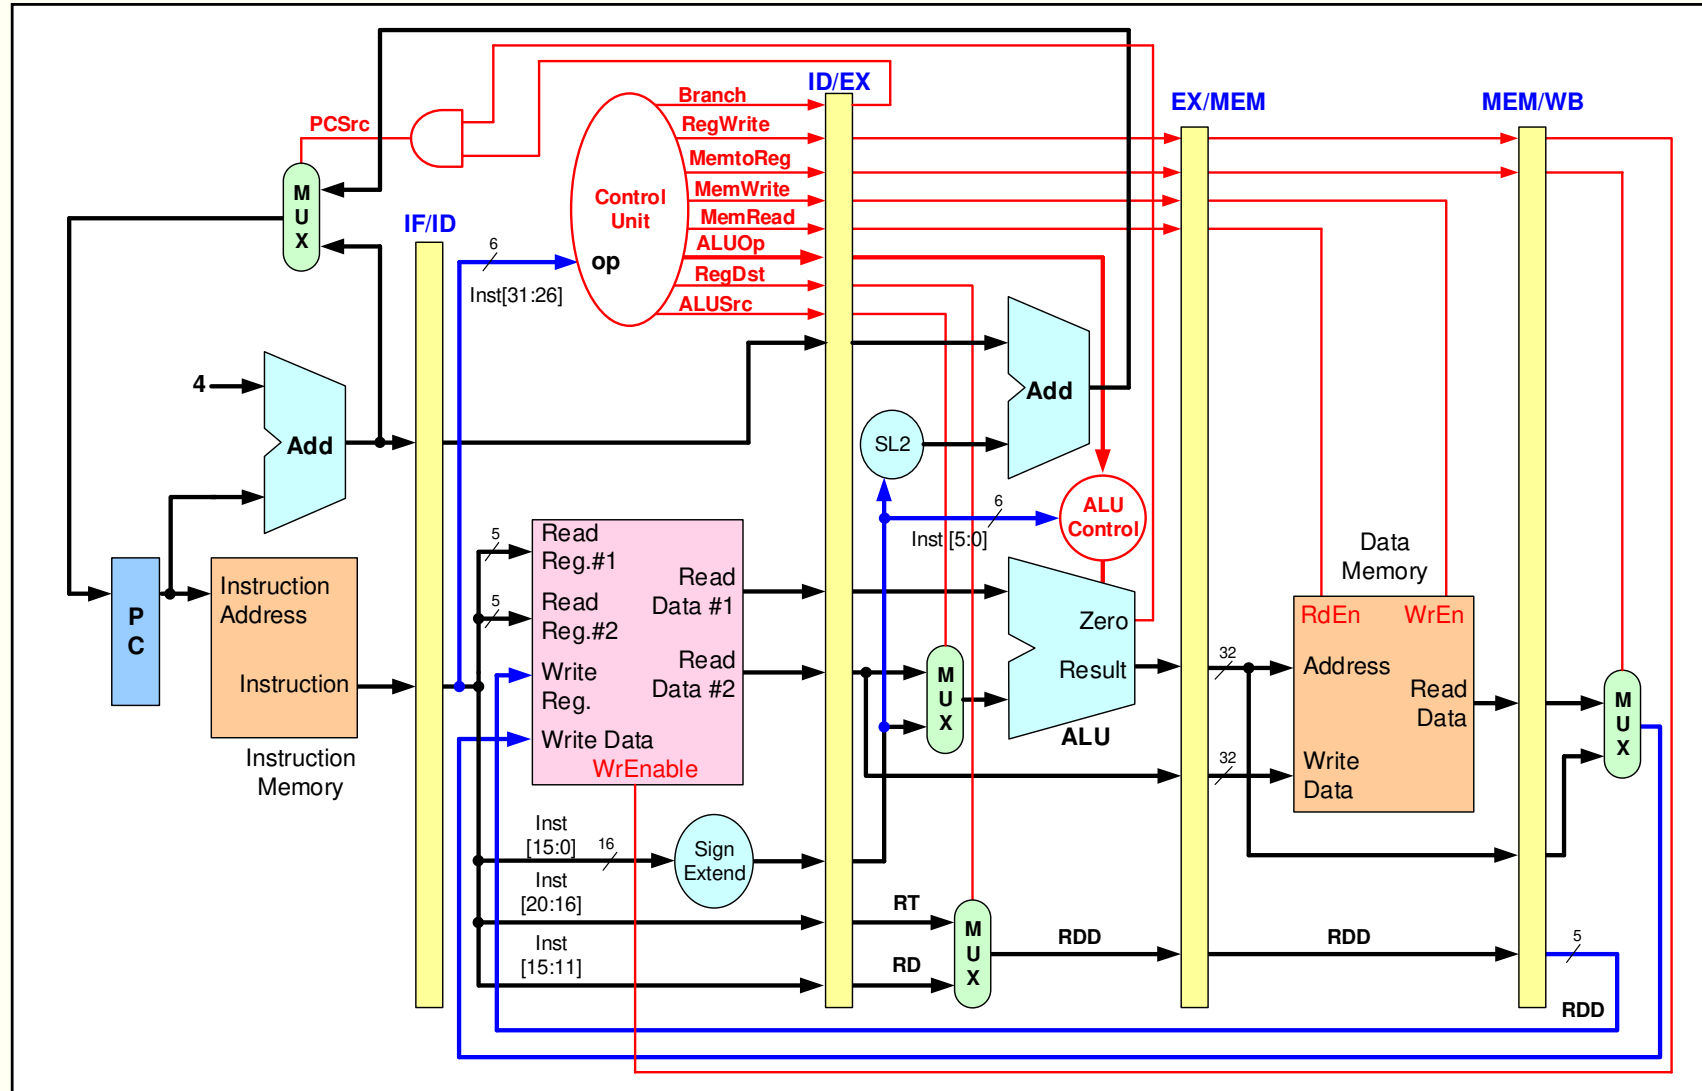 ID/EX
EX/MEM
MEM/WB
Branch
PCSrc
RegWrite
MemtoReg
M
U
X
Control
Unit
MemWrite
MemRead
IF/ID
6
ALUOp
op
RegDst
Inst[31:26]
ALUSrc
4
Add
Add
SL2
6
ALU
Control
Inst [5:0]
5
Read
Reg.#1
Data
Memory
Read
Data #1
Instruction
Address
P
C
5
Read
Reg.#2
Zero
RdEn
WrEn
Instruction
Write
Reg.
Read
Data #2
M
U
X
Result
32
Address
Read
Data
M
U
X
Write Data
WrEnable
ALU
Instruction
Memory
32
Write
Data
Inst
[15:0]
16
Sign
Extend
Inst
[20:16]
RT
M
U
X
RDD
RDD
5
Inst
[15:11]
RD
RDD